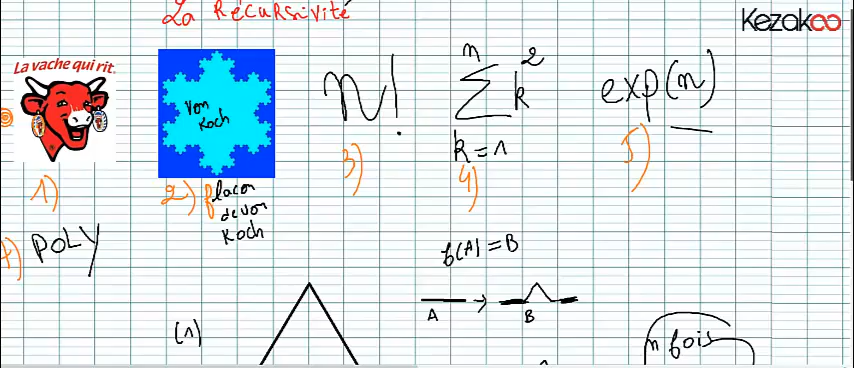 La Récursivité
Kezakoo
La vache qui rit.
Von
Koch
n!
n
∑ k²
k=1
exp(n)
1)
2) flacon
de von
Koch
3)
4)
5)
POLY
f(A) = B
A → B
(1)
n fois